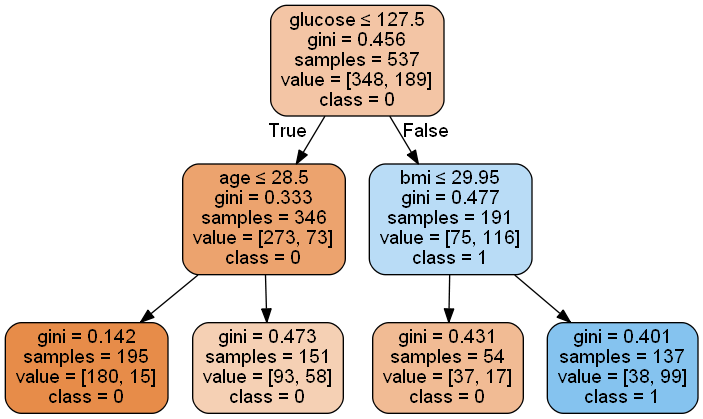 glucose ≤ 127.5
gini = 0.456
samples = 537
value = [348, 189]
class = 0
True
False
age ≤ 28.5
gini = 0.333
samples = 346
value = [273, 73]
class = 0
bmi ≤ 29.95
gini = 0.477
samples = 191
value = [75, 116]
class = 1
gini = 0.142
samples = 195
value = [180, 15]
class = 0
gini = 0.473
samples = 151
value = [93, 58]
class = 0
gini = 0.431
samples = 54
value = [37, 17]
class = 0
gini = 0.401
samples = 137
value = [38, 99]
class = 1